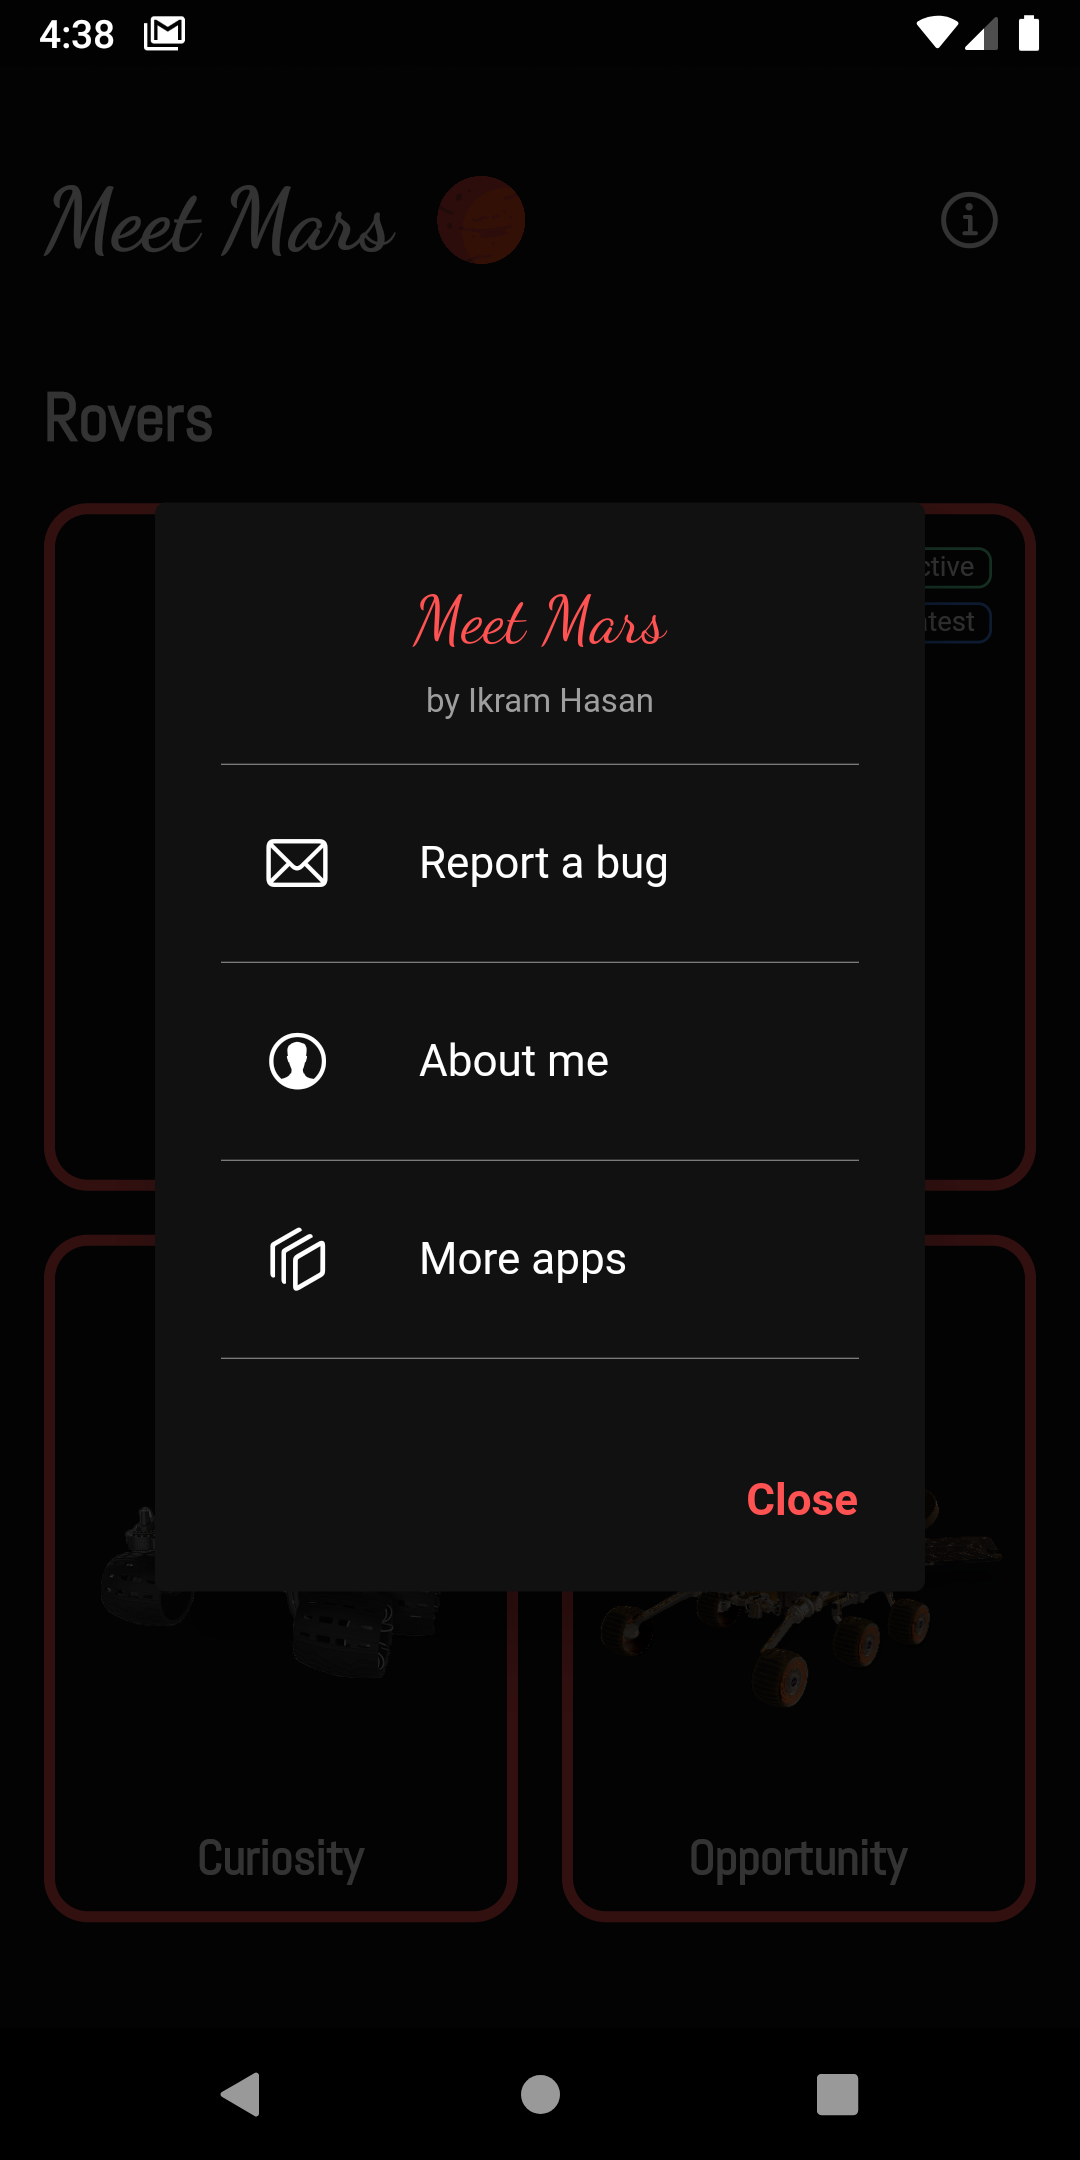 4:38
Meet Mars
Rovers
ctive
test
Meet Mars
by Ikram Hasan
Report a bug
About me
More apps
Close
Curiosity
Opportunity